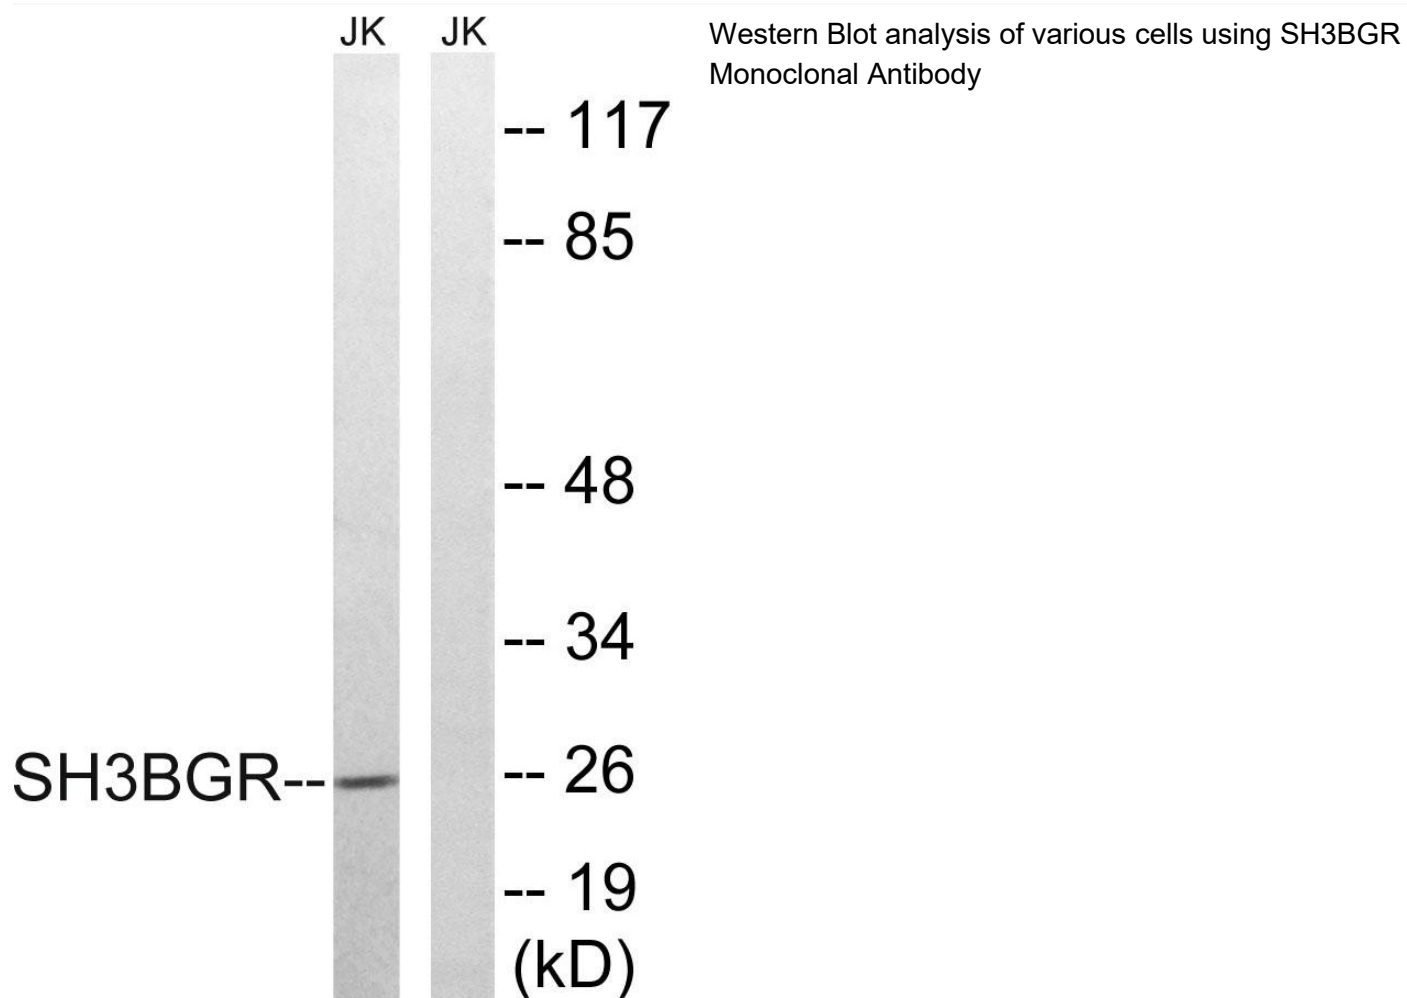 JK JK
Western Blot analysis of various cells using SH3BGR
Monoclonal Antibody
-- 117
-- 85
-- 48
-- 34
SH3BGR-- -- 26
-- 19
(kD)